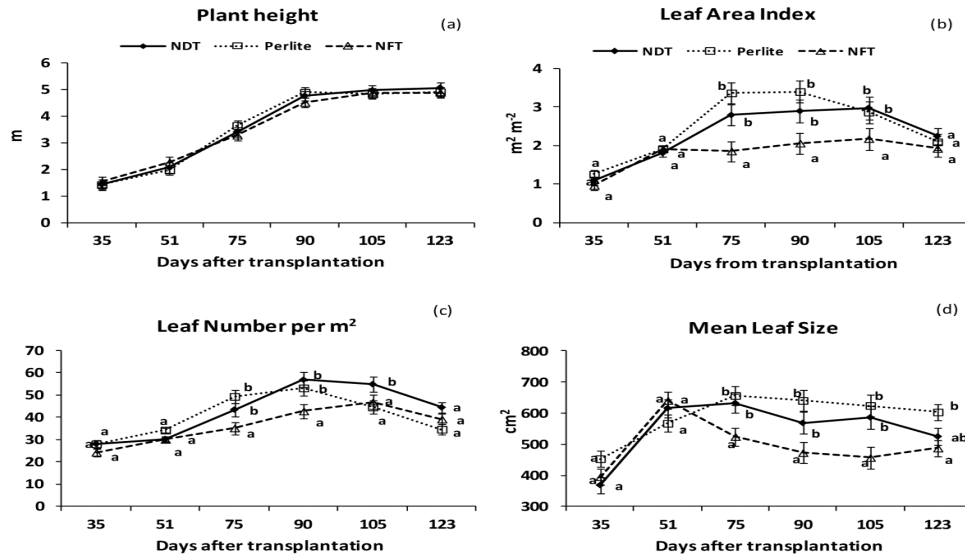 Plant height
(a)
NDT Perlite NFT
6
5
4
3
2
1
0
m
35 51 75 90 105 123
Days after transplantation
Leaf Area Index
(b)
NDT Perlite NFT
4
3
2
1
0
m² m⁻²
a a a
a a a
b b a
b b a
b b a
a a a
35 51 75 90 105 123
Days from transplantation
Leaf Number per m²
(c)
70
60
50
40
30
20
10
0
a a
a a
b b a
b b a
b a a
a a a
35 51 75 90 105 123
Days after transplantation
Mean Leaf Size
(d)
800
700
600
500
400
300
cm²
a a a
a a a
b b a
b b a
b b a
b ab a
35 51 75 90 105 123
Days after transplantation